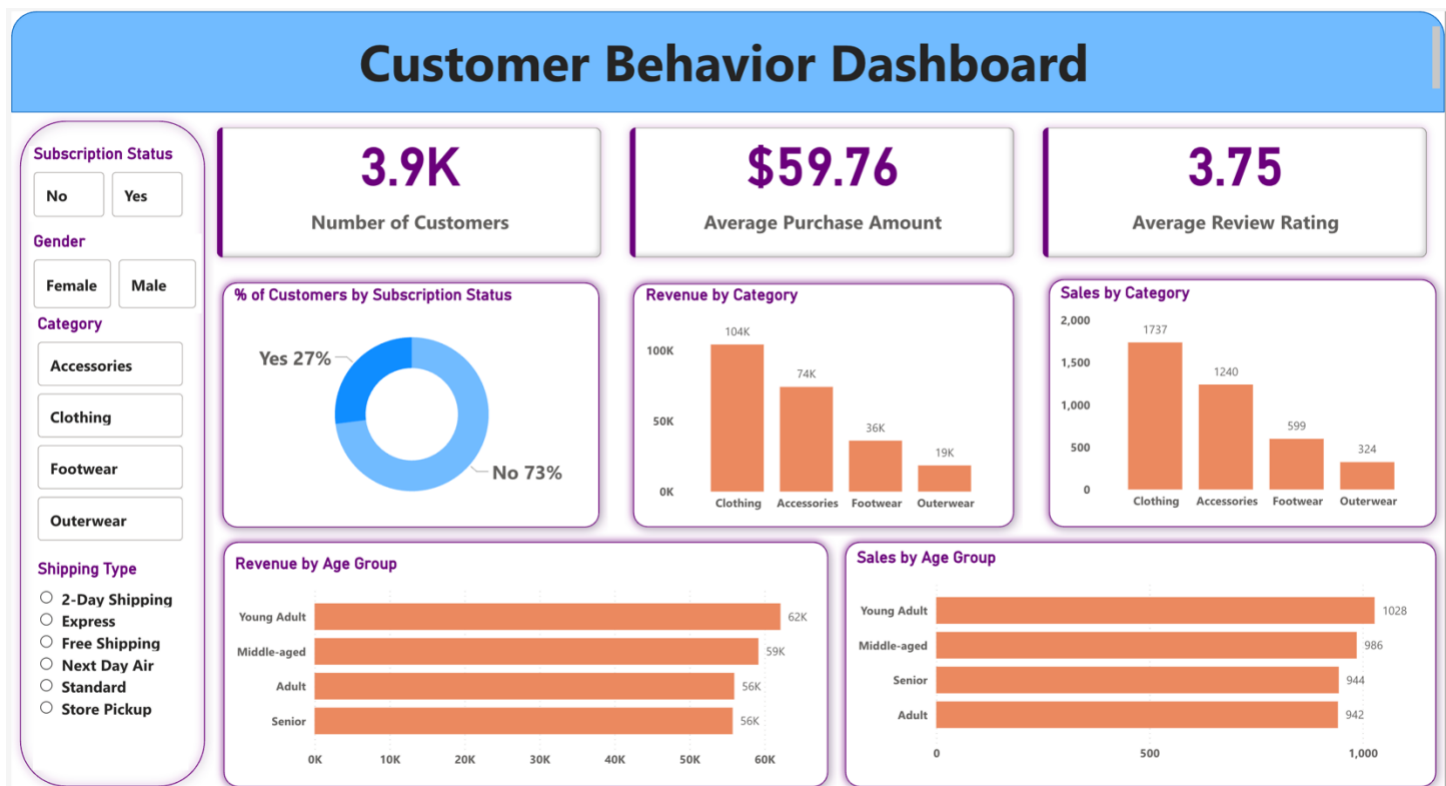 Customer Behavior Dashboard
Subscription Status
No Yes
Gender
Female Male
Category
Accessories
Clothing
Footwear
Outerwear
Shipping Type
2-Day Shipping
Express
Free Shipping
Next Day Air
Standard
Store Pickup
3.9K
Number of Customers
$59.76
Average Purchase Amount
3.75
Average Review Rating
% of Customers by Subscription Status
Yes 27%
No 73%
Revenue by Category
104K
100K
74K
50K
36K
19K
0K
Clothing Accessories Footwear Outerwear
Sales by Category
2,000
1737
1,500
1240
1,000
599
500
324
0
Clothing Accessories Footwear Outerwear
Revenue by Age Group
Young Adult 62K
Middle-aged 59K
Adult 56K
Senior 56K
0K 10K 20K 30K 40K 50K 60K
Sales by Age Group
Young Adult 1028
Middle-aged 986
Senior 944
Adult 942
0 500 1,000